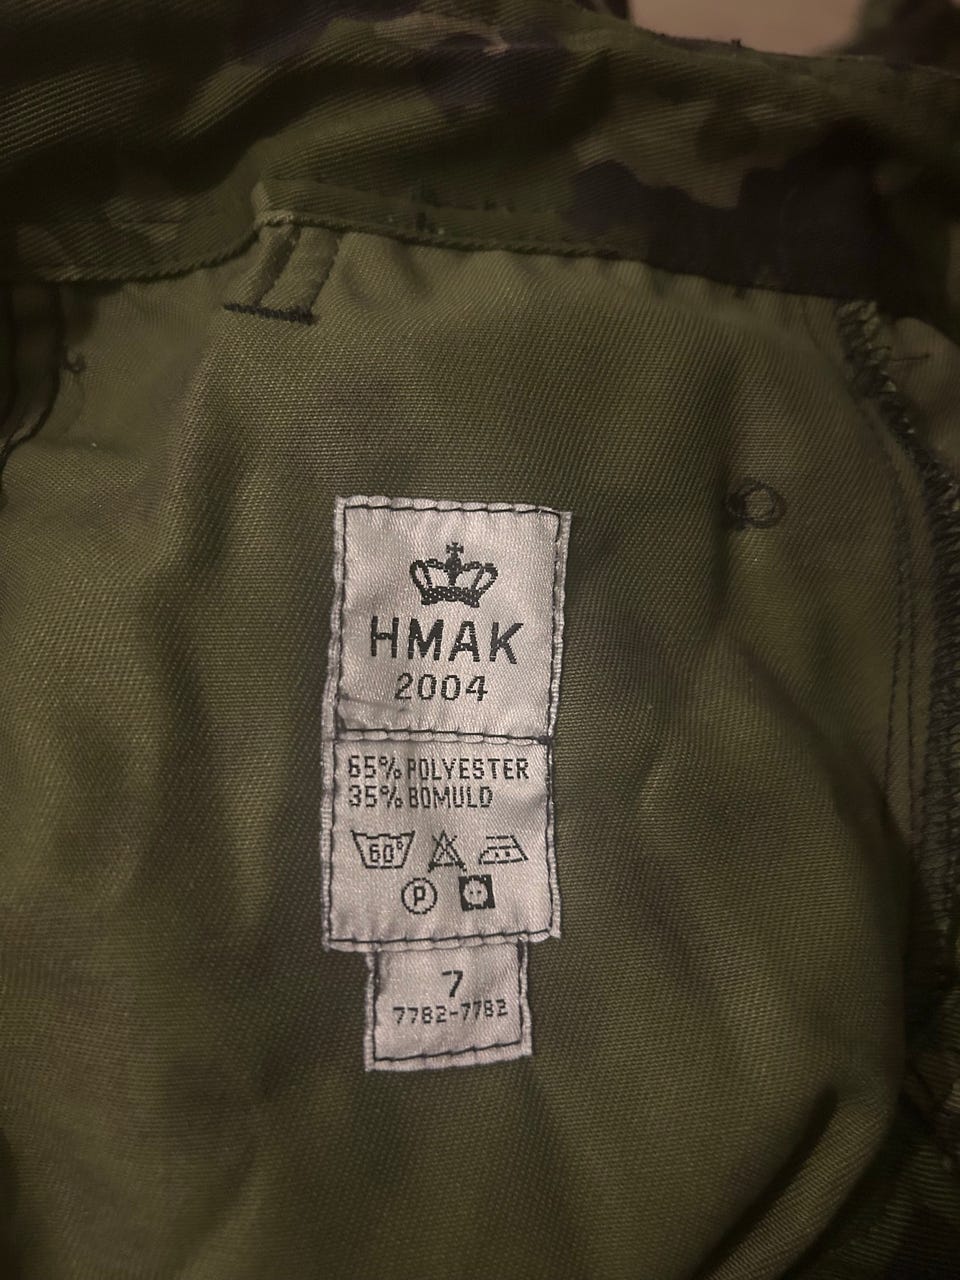 HMAK
2004
65% POLYESTER
35% BOMULD
60°
P
7
7782-7782